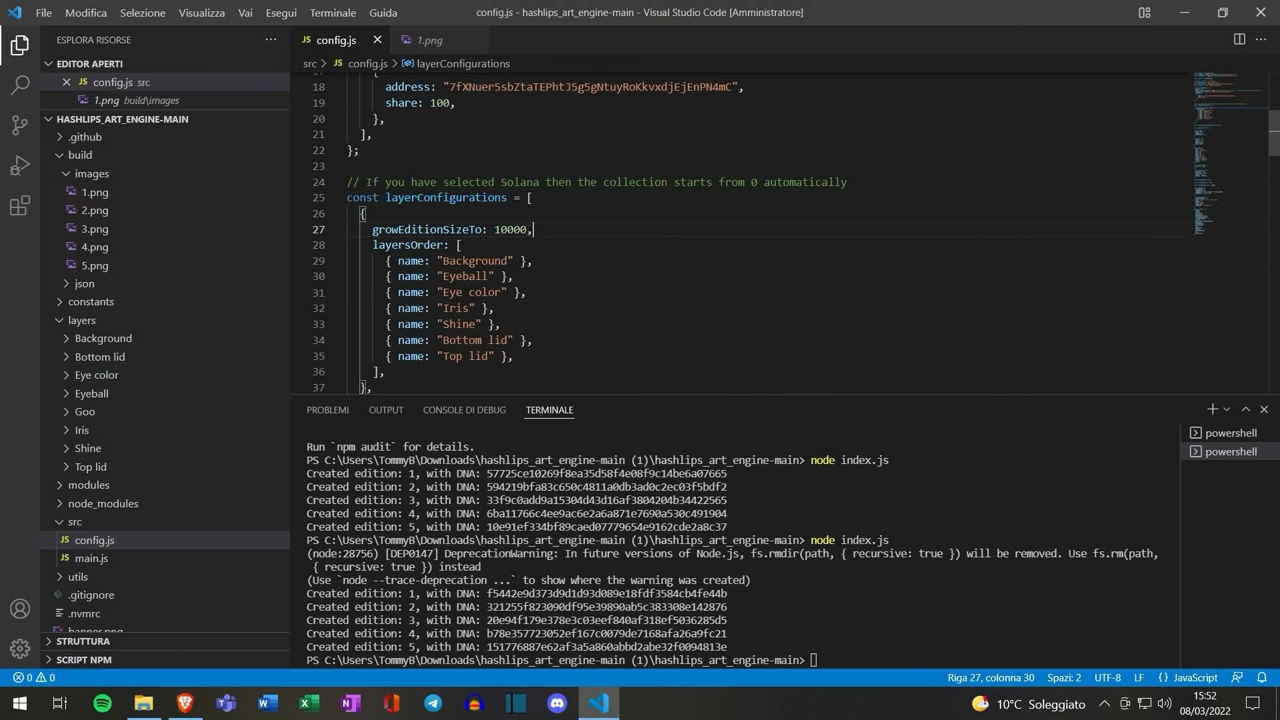 File Modifica Selezione Visualizza Vai Esegui Terminale Guida
config.js - hashlips_art_engine-main - Visual Studio Code [Amministratore]
ESPLORA RISORSE
EDITOR APERTI
config.js src
1.png build\images
HASHLIPS_ART_ENGINE-MAIN
.github
build
images
1.png
2.png
3.png
4.png
5.png
json
constants
layers
Background
Bottom lid
Eye color
Eyeball
Goo
Iris
Shine
Top lid
modules
node_modules
src
config.js
main.js
utils
.gitignore
.nvmrc
banner.png
STRUTTURA
SCRIPT NPM
config.js
1.png
src > config.js > layerConfigurations
18 address: "7fXNuer5sbZtaTEPhtJ5g5gNtuyRoKkvxdjEjEnPN4mC",
19 share: 100,
20 },
21 ],
22 };
23
24 // If you have selected Solana then the collection starts from 0 automatically
25 const layerConfigurations = [
26 {
27 growEditionSizeTo: 10000,
28 layersOrder: [
29 { name: "Background" },
30 { name: "Eyeball" },
31 { name: "Eye color" },
32 { name: "Iris" },
33 { name: "Shine" },
34 { name: "Bottom lid" },
35 { name: "Top lid" },
36 ],
37 },
PROBLEMI OUTPUT CONSOLE DI DEBUG TERMINALE
powershell
powershell
Run `npm audit` for details.
PS C:\Users\TommyB\Downloads\hashlips_art_engine-main (1)\hashlips_art_engine-main> node index.js
Created edition: 1, with DNA: 57725ce10269f8ea35d58f4e08f9c14be6a07665
Created edition: 2, with DNA: 594219bfa83c650c4811a0db3ad0c2ec03f5bdf2
Created edition: 3, with DNA: 33f9c0add9a15304d43d16af3804204b34422565
Created edition: 4, with DNA: 6ba11766c4ee9ac6e2a6a871e7690a530c491904
Created edition: 5, with DNA: 10e91ef334bf89caed07779654e9162cde2a8c37
PS C:\Users\TommyB\Downloads\hashlips_art_engine-main (1)\hashlips_art_engine-main> node index.js
(node:28756) [DEP0147] DeprecationWarning: In future versions of Node.js, fs.rmdir(path, { recursive: true }) will be removed. Use fs.rm(path,
{ recursive: true }) instead
(Use `node --trace-deprecation ...` to show where the warning was created)
Created edition: 1, with DNA: f5442e9d373d9d1d93d089e18fdf3584cb4fe44b
Created edition: 2, with DNA: 321255f823090df95e39890ab5c383308e142876
Created edition: 3, with DNA: 20e94f179e378e3c03eef840af318ef5036285d5
Created edition: 4, with DNA: b78e357723052ef167c0079de7168afa26a9fc21
Created edition: 5, with DNA: 151776887e62af3a5a860abbd2abe32f0094813e
PS C:\Users\TommyB\Downloads\hashlips_art_engine-main (1)\hashlips_art_engine-main>
0 0
Riga 27, colonna 30 Spazi: 2 UTF-8 LF {} JavaScript
10°C Soleggiato
15:52
08/03/2022